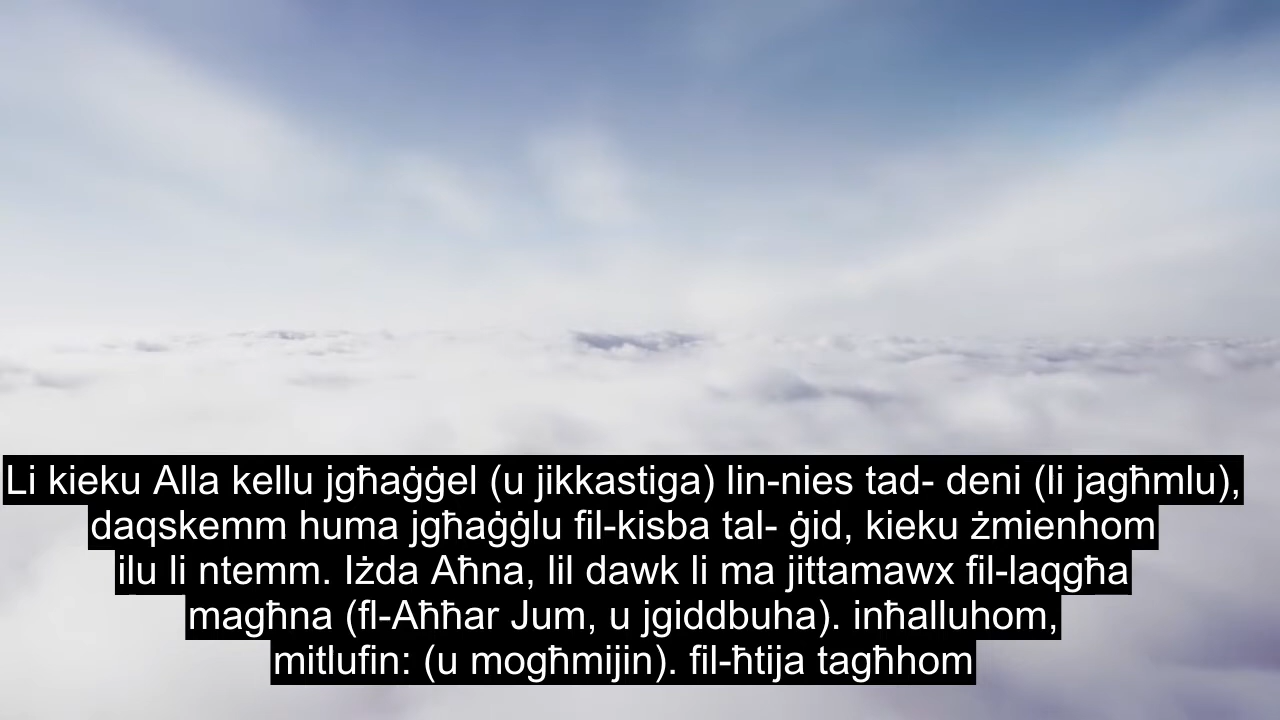 Li kieku Alla kellu jgħaġġel (u jikkastiga) lin-nies tad- deni (li jagħmlu),
daqskemm huma jgħaġġlu fil-kisba tal- ġid, kieku żmienhom
ilu li ntemm. Iżda Aħna, lil dawk li ma jittamawx fil-laqgħa
magħna (fl-Aħħar Jum, u jgiddbuha). inħalluhom,
mitlufin: (u mogħmijin). fil-ħtija tagħhom